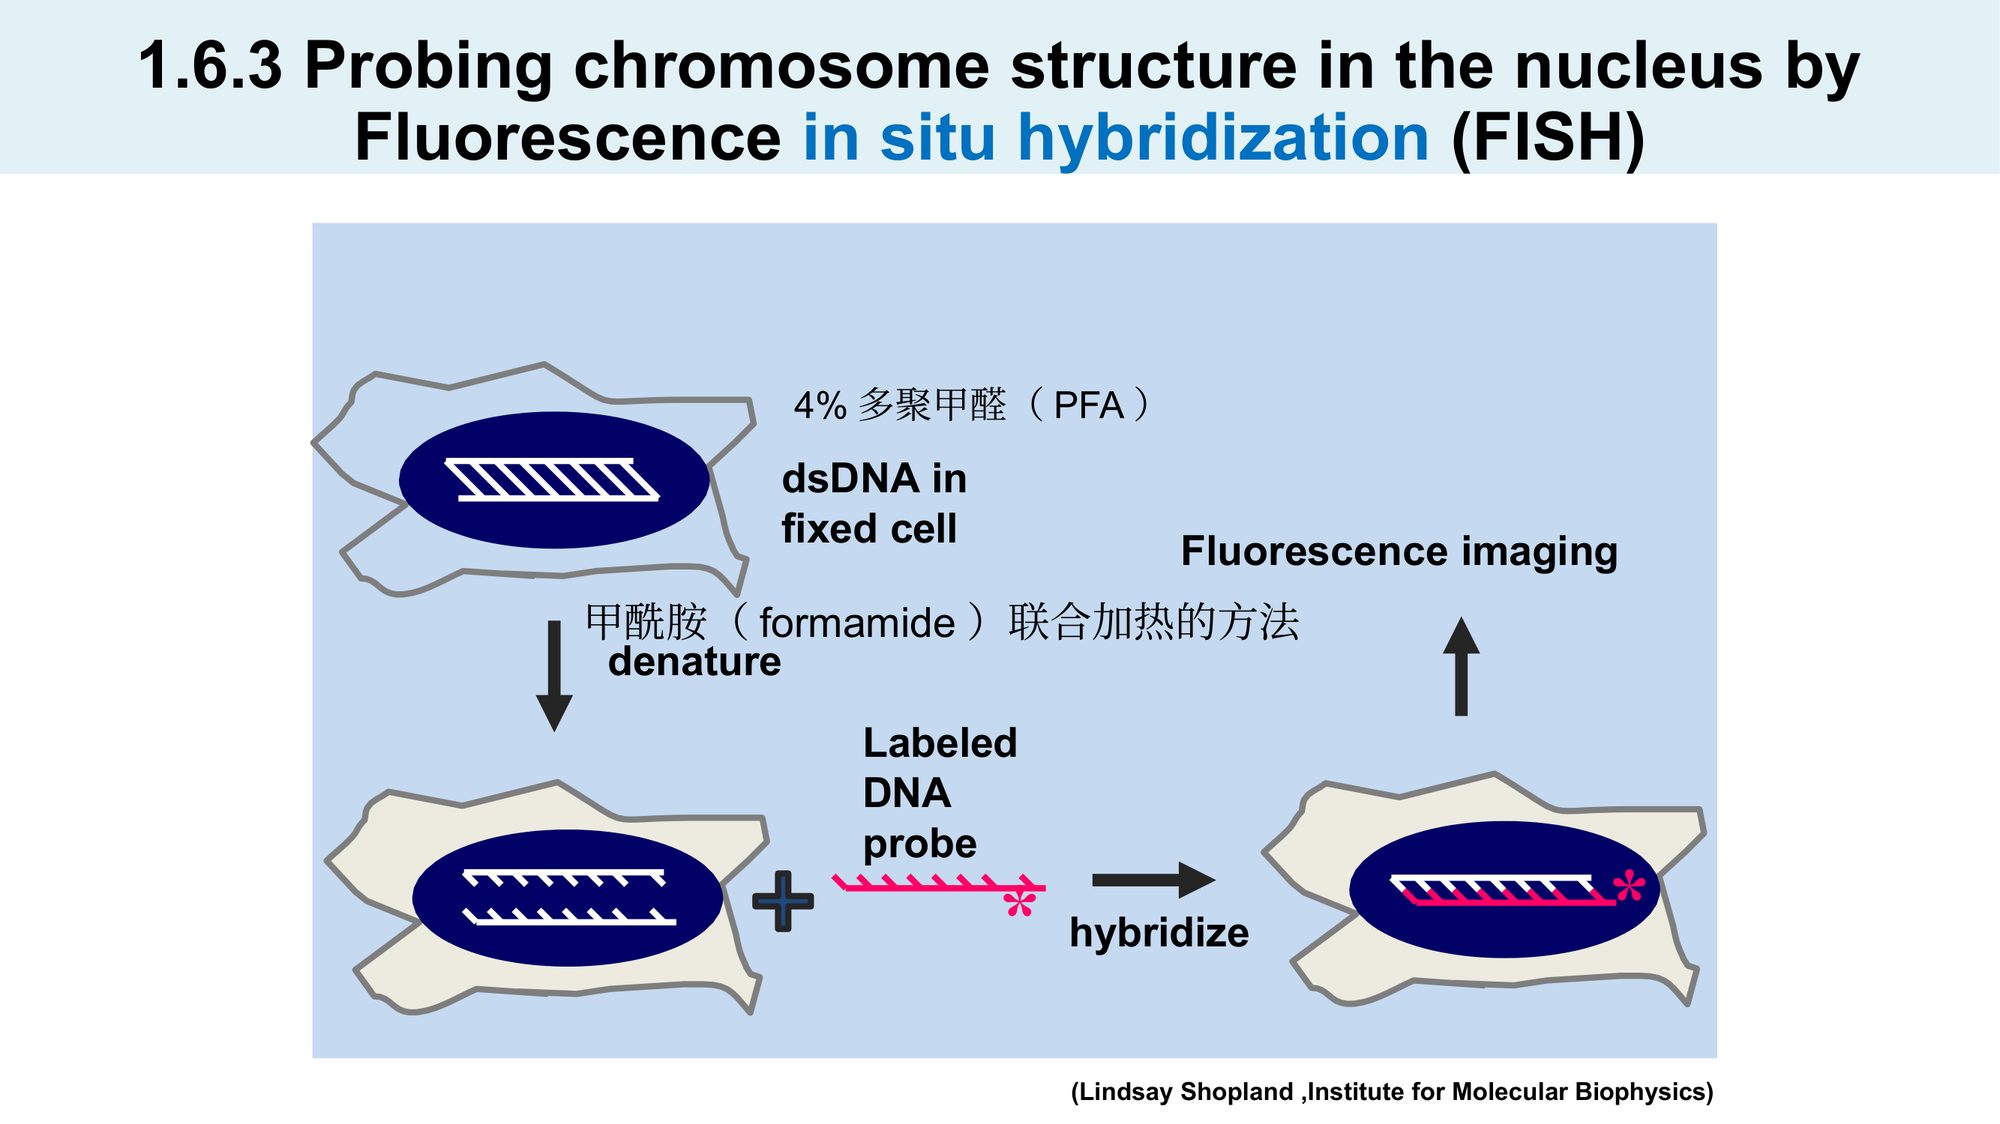 1.6.3 Probing chromosome structure in the nucleus by
Fluorescence in situ hybridization (FISH)
4% 多聚甲醛（PFA）
dsDNA in
fixed cell
Fluorescence imaging
甲酰胺（formamide）联合加热的方法
denature
Labeled
DNA
probe
*
hybridize
*
(Lindsay Shopland ,Institute for Molecular Biophysics)